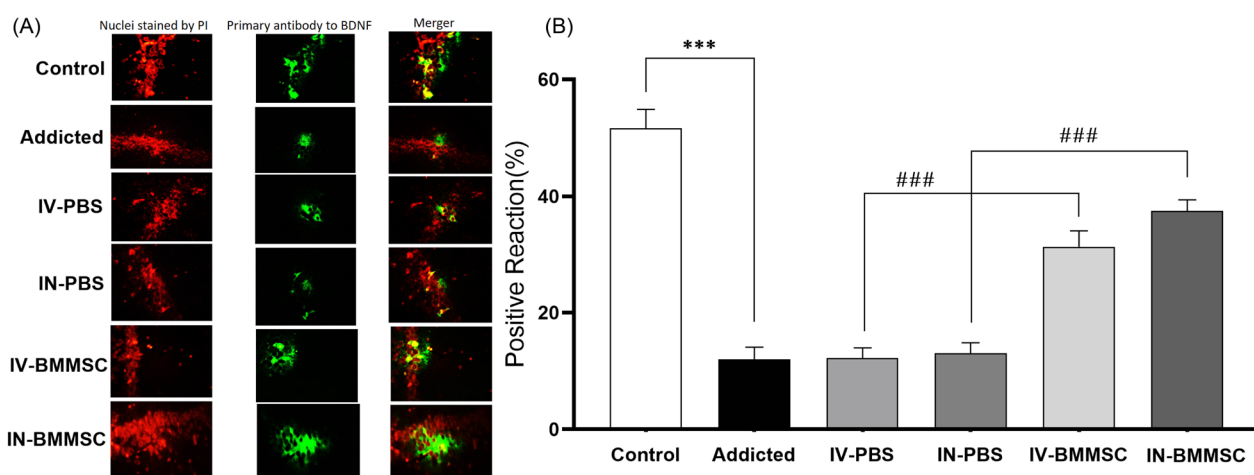 (A)
Nuclei stained by PI
Primary antibody to BDNF
Merger
Control
Addicted
IV-PBS
IN-PBS
IV-BMMSC
IN-BMMSC
(B)
Positive Reaction(%)
60
40
20
0
***
###
###
Control
Addicted
IV-PBS
IN-PBS
IV-BMMSC
IN-BMMSC